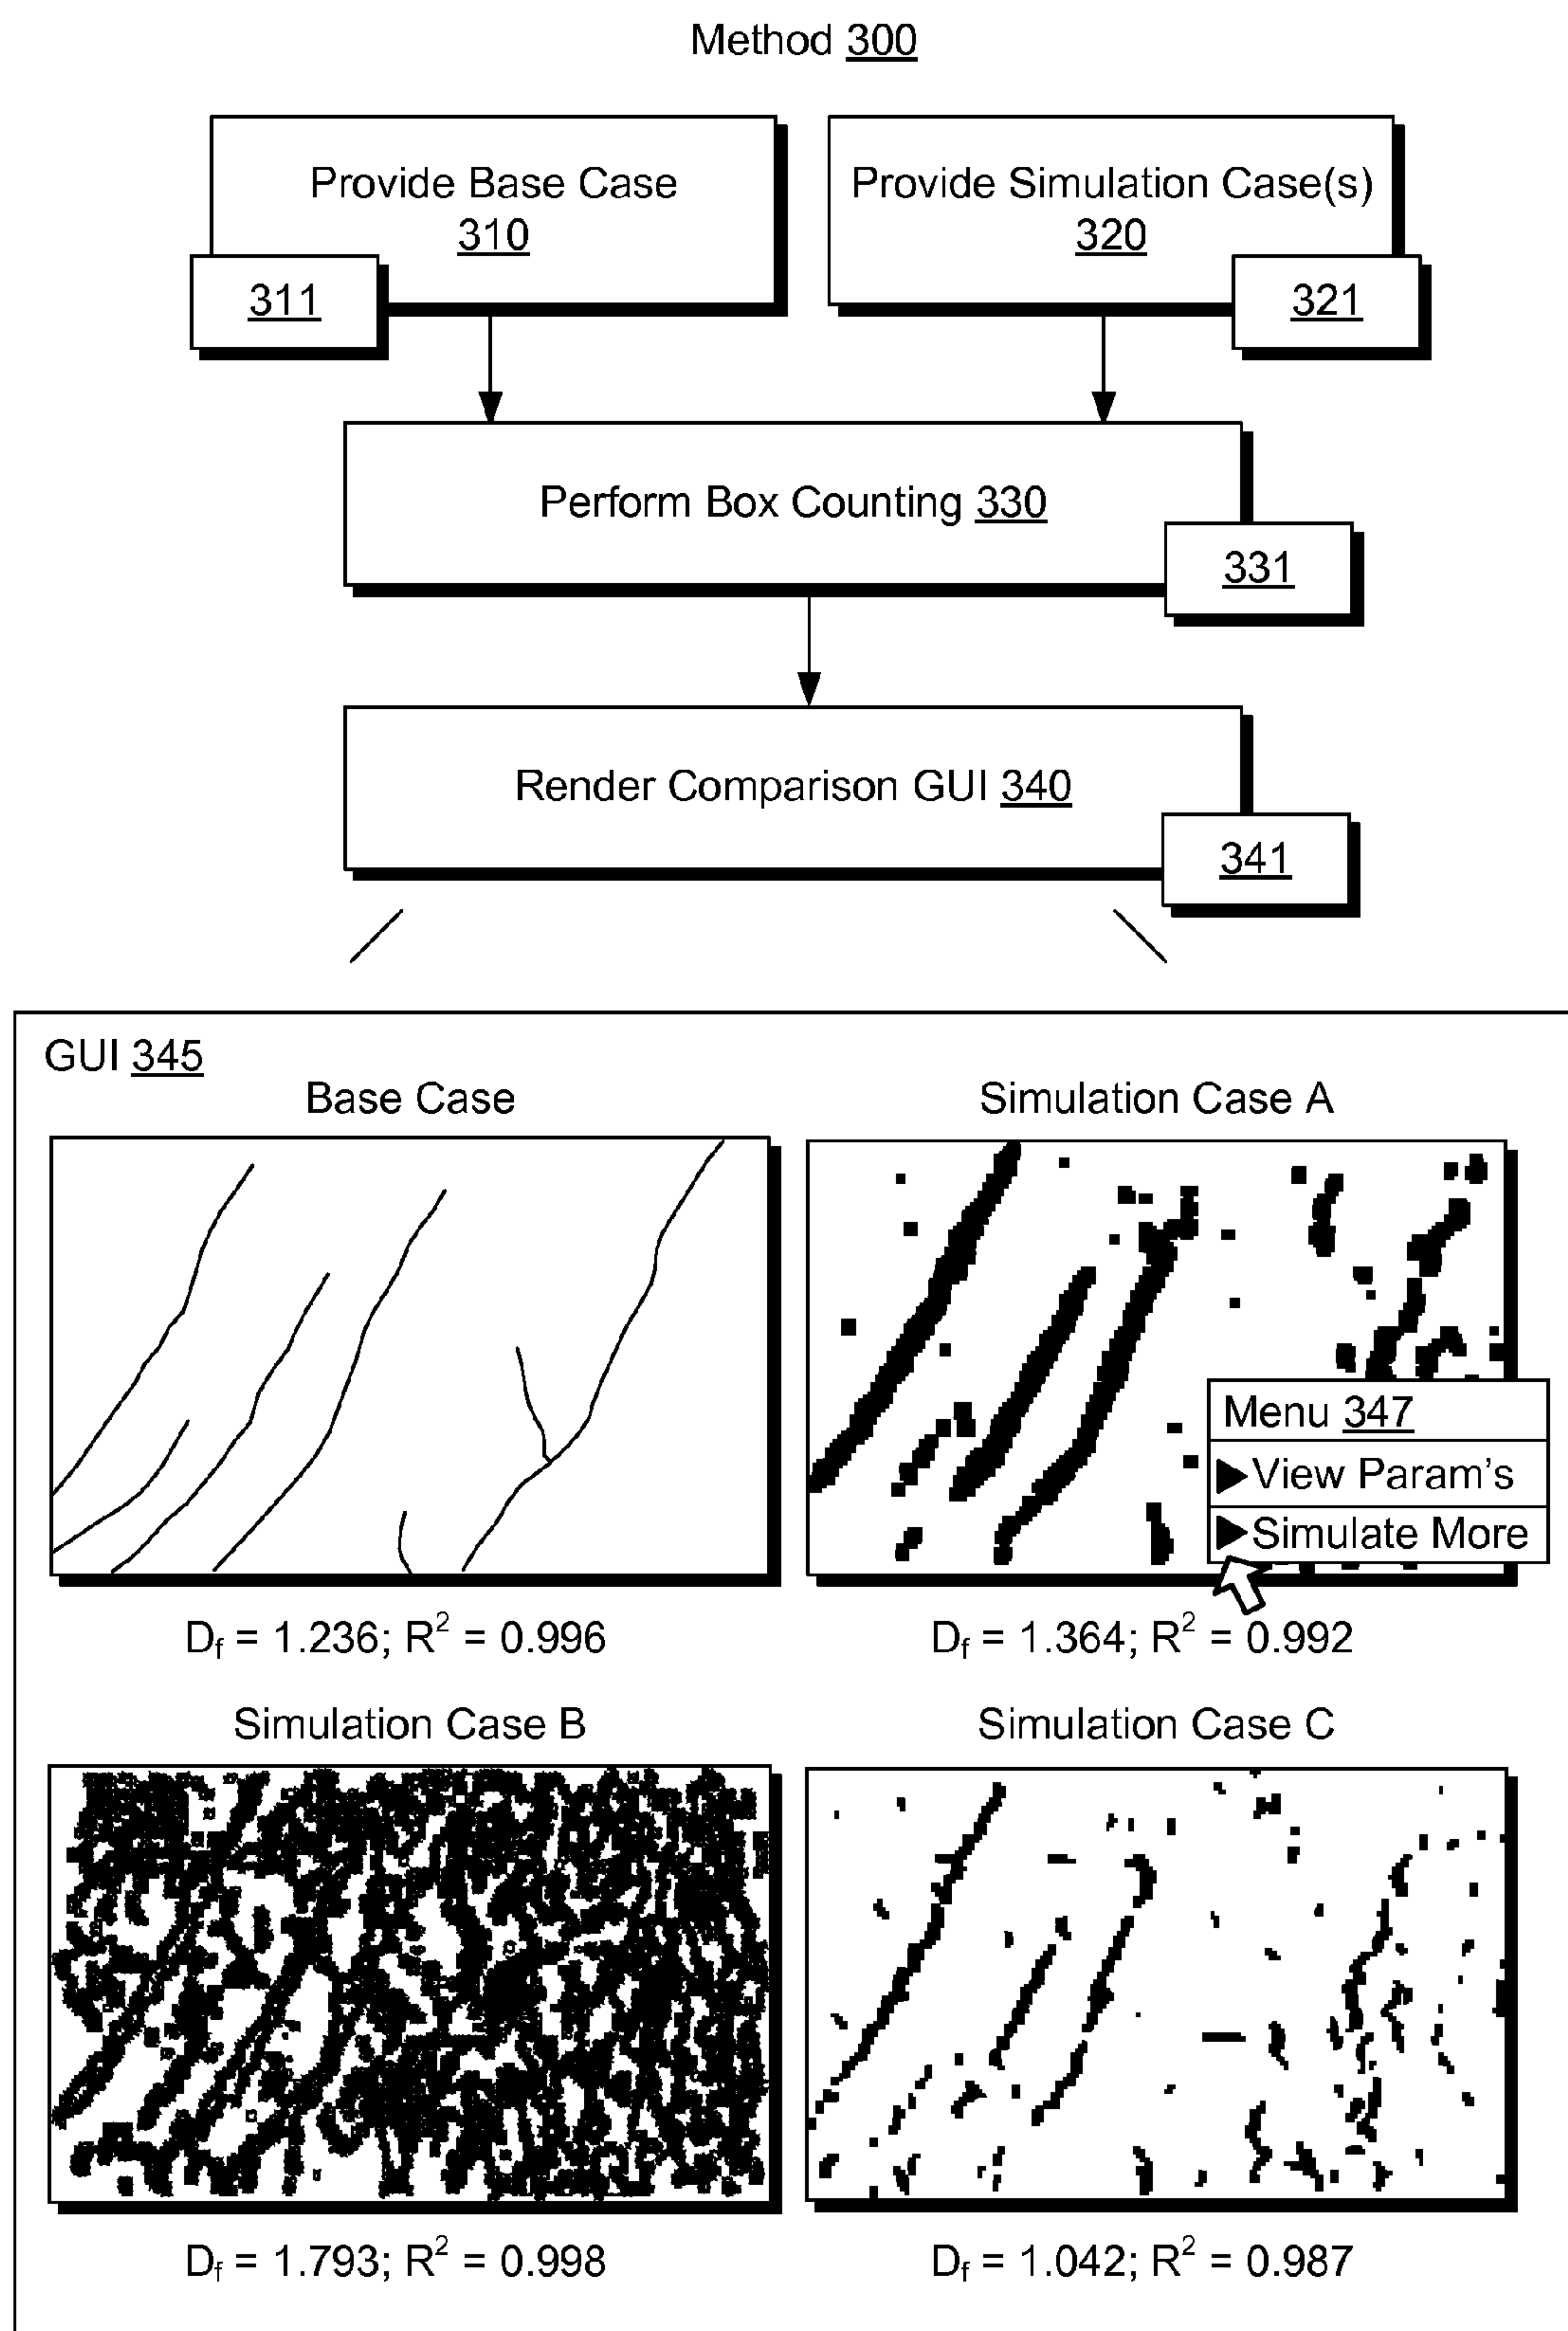 Method 300
Provide Base Case
310
311
Provide Simulation Case(s)
320
321
Perform Box Counting 330
331
Render Comparison GUI 340
341
GUI 345
Base Case
Simulation Case A
Menu 347
View Param's
Simulate More
Df = 1.236; R² = 0.996
Df = 1.364; R² = 0.992
Simulation Case B
Simulation Case C
Df = 1.793; R² = 0.998
Df = 1.042; R² = 0.987